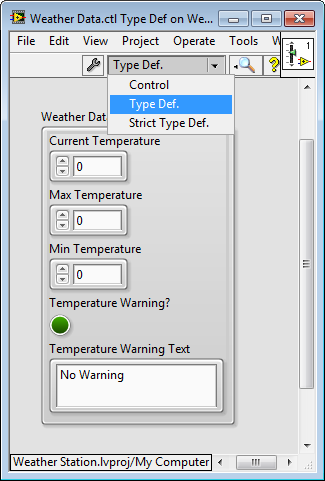 Weather Data.ctl Type Def on We...
File Edit View Project Operate Tools W
Type Def.
?
1
Control
Type Def.
Strict Type Def.
Weather Da
Current Temperature
0
Max Temperature
0
Min Temperature
0
Temperature Warning?
Temperature Warning Text
No Warning
Weather Station.lvproj/My Computer